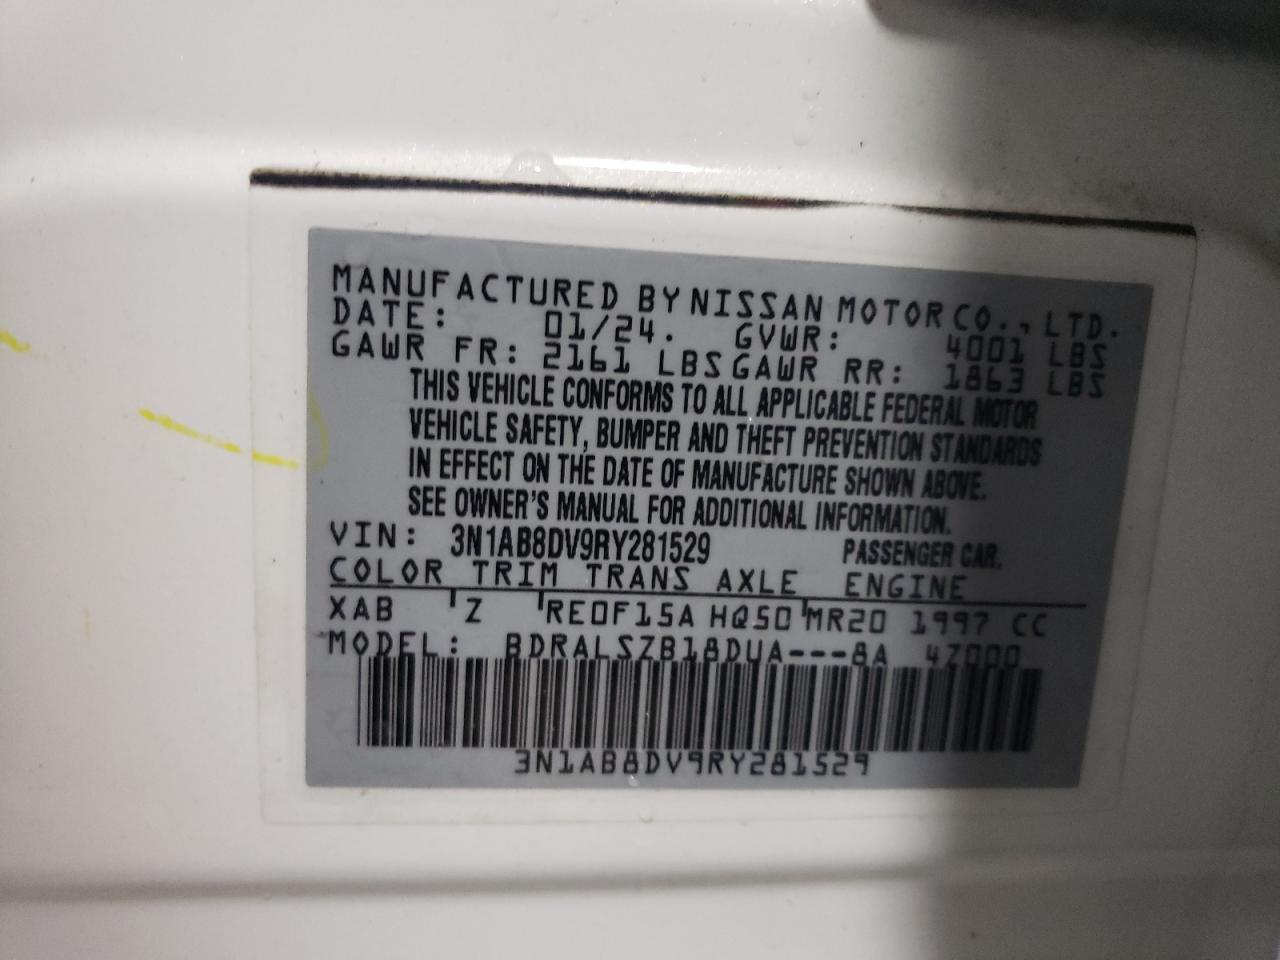 MANUFACTURED BY NISSAN MOTOR CO., LTD.
DATE: 01/24. GVWR: 4001 LBS
GAWR FR: 2161 LBS GAWR RR: 1863 LBS
THIS VEHICLE CONFORMS TO ALL APPLICABLE FEDERAL MOTOR
VEHICLE SAFETY, BUMPER AND THEFT PREVENTION STANDARDS
IN EFFECT ON THE DATE OF MANUFACTURE SHOWN ABOVE.
SEE OWNER'S MANUAL FOR ADDITIONAL INFORMATION.
VIN: 3N1AB8DV9RY281529 PASSENGER CAR.
COLOR TRIM TRANS AXLE ENGINE
XAB Z RE0F15A HQ50 MR20 1997 CC
MODEL: BDRALSZB18DUA---8A 4Z000
3N1AB8DV9RY281529